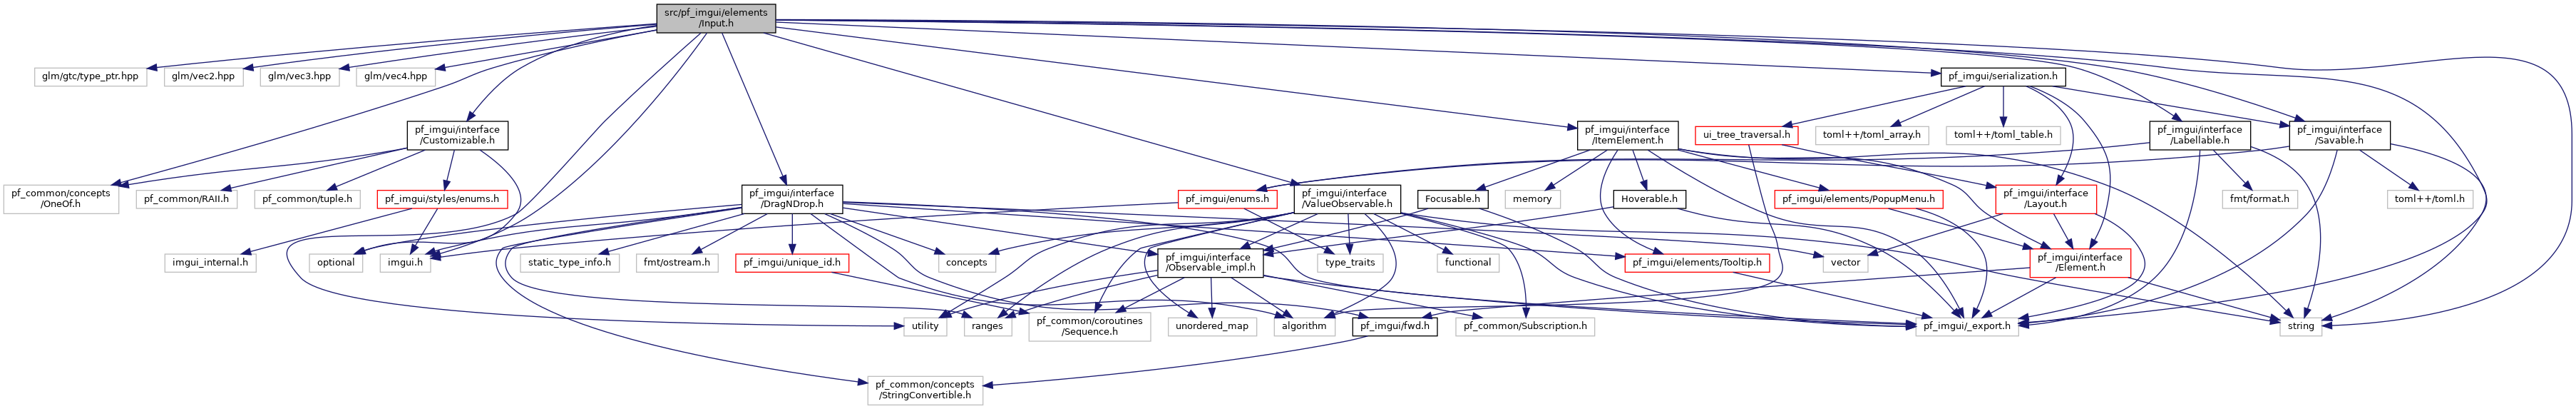 src/pf_imgui/elements
/Input.h
glm/gtc/type_ptr.hpp
glm/vec2.hpp
glm/vec3.hpp
glm/vec4.hpp
pf_imgui/serialization.h
pf_imgui/interface
/Customizable.h
pf_imgui/interface
/ItemElement.h
ui_tree_traversal.h
toml++/toml_array.h
toml++/toml_table.h
pf_imgui/interface
/Labellable.h
pf_imgui/interface
/Savable.h
pf_common/concepts
/OneOf.h
pf_common/RAII.h
pf_common/tuple.h
pf_imgui/styles/enums.h
pf_imgui/interface
/DragNDrop.h
pf_imgui/enums.h
pf_imgui/interface
/ValueObservable.h
Focusable.h
memory
Hoverable.h
pf_imgui/elements/PopupMenu.h
pf_imgui/interface
/Layout.h
fmt/format.h
toml++/toml.h
imgui_internal.h
optional
imgui.h
static_type_info.h
fmt/ostream.h
pf_imgui/unique_id.h
concepts
pf_imgui/interface
/Observable_impl.h
type_traits
functional
pf_imgui/elements/Tooltip.h
vector
pf_imgui/interface
/Element.h
utility
ranges
pf_common/coroutines
/Sequence.h
unordered_map
algorithm
pf_imgui/fwd.h
pf_common/Subscription.h
pf_imgui/_export.h
string
pf_common/concepts
/StringConvertible.h